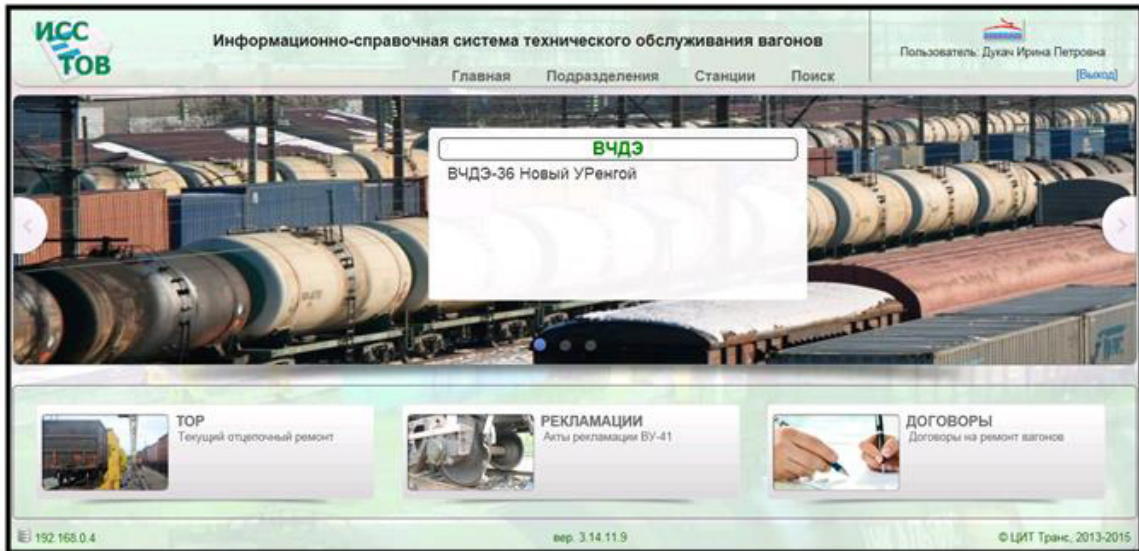 ИСС
ТОВ
Информационно-справочная система технического обслуживания вагонов
Пользователь: Дукач Ирина Петровна
[Выход]
Главная Подразделения Станции Поиск
ВЧДЭ
ВЧДЭ-36 Новый УРенгой
ТОР
Текущий отцепочный ремонт
РЕКЛАМАЦИИ
Акты рекламации ВУ-41
ДОГОВОРЫ
Договоры на ремонт вагонов
192.168.0.4
вер. 3.14.11.9
© ЦИТ Транс, 2013-2015